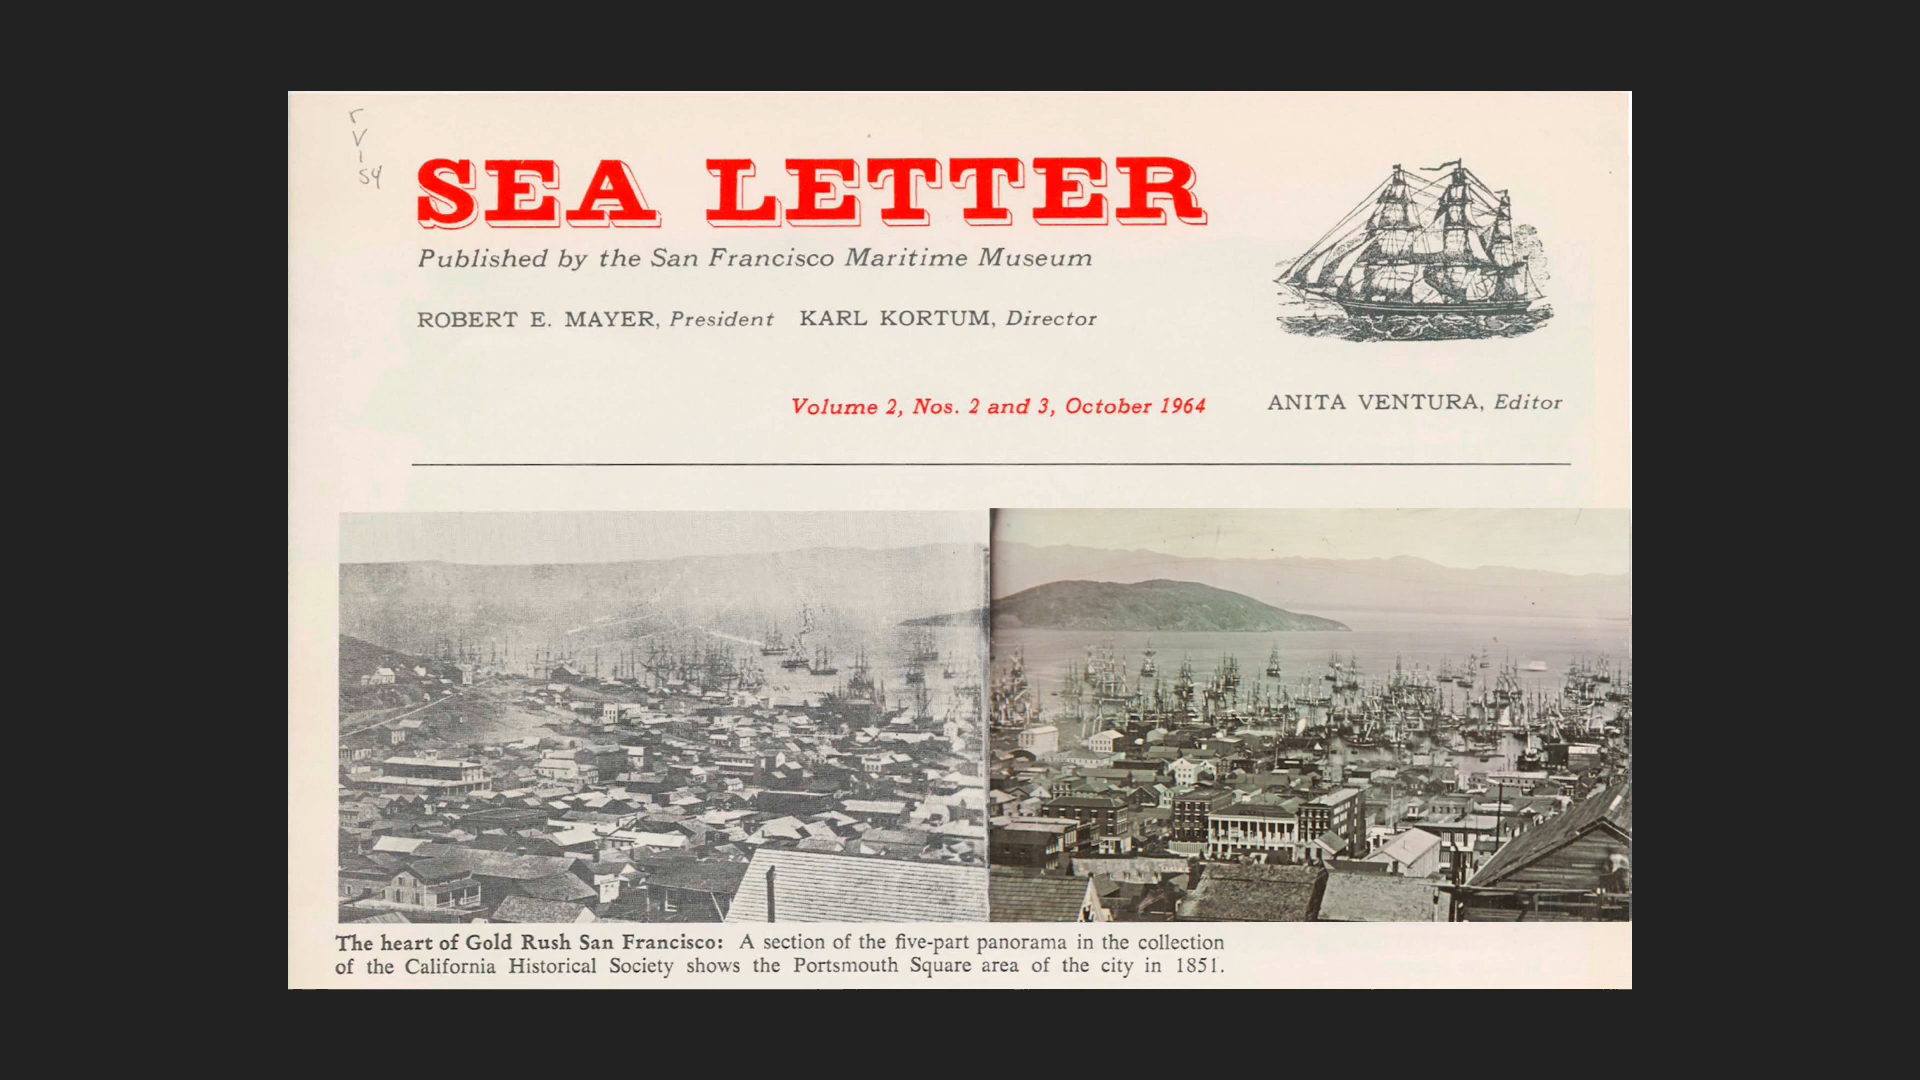 r
V
1
S4
SEA LETTER
Published by the San Francisco Maritime Museum
ROBERT E. MAYER, President KARL KORTUM, Director
Volume 2, Nos. 2 and 3, October 1964 ANITA VENTURA, Editor
The heart of Gold Rush San Francisco: A section of the five-part panorama in the collection
of the California Historical Society shows the Portsmouth Square area of the city in 1851.